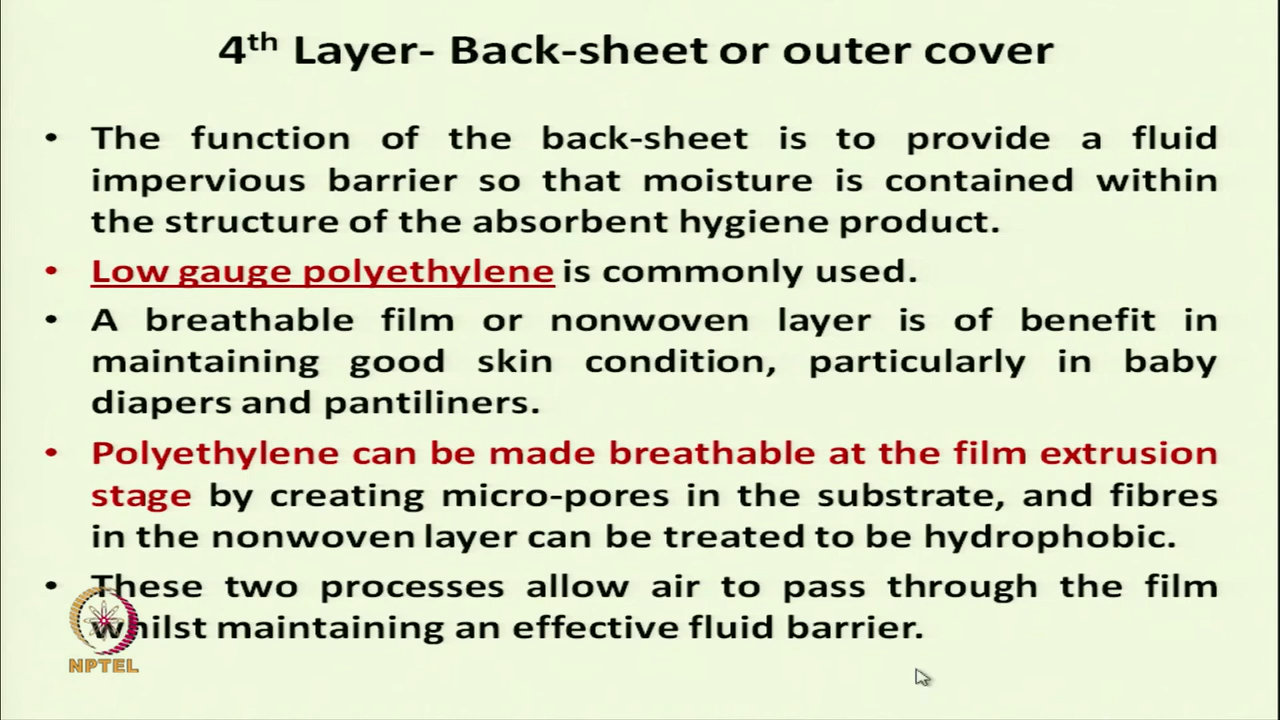 4th Layer- Back-sheet or outer cover
• The function of the back-sheet is to provide a fluid
impervious barrier so that moisture is contained within
the structure of the absorbent hygiene product.
• Low gauge polyethylene is commonly used.
• A breathable film or nonwoven layer is of benefit in
maintaining good skin condition, particularly in baby
diapers and pantiliners.
• Polyethylene can be made breathable at the film extrusion
stage by creating micro-pores in the substrate, and fibres
in the nonwoven layer can be treated to be hydrophobic.
• These two processes allow air to pass through the film
whilst maintaining an effective fluid barrier.
NPTEL